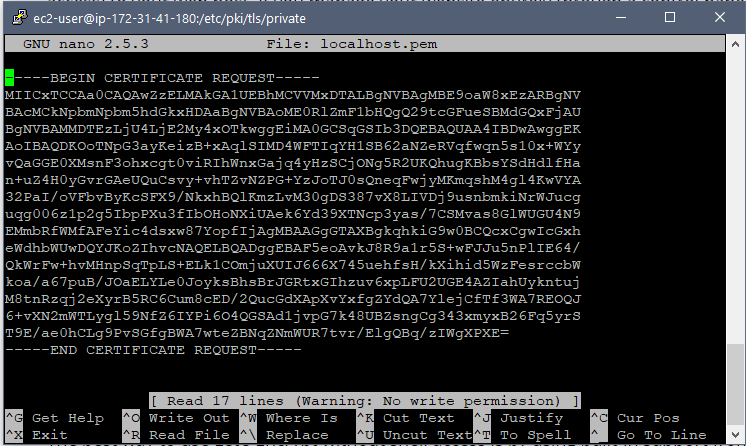 ec2-user@ip-172-31-41-180:/etc/pki/tls/private
GNU nano 2.5.3 File: localhost.pem
-----BEGIN CERTIFICATE REQUEST-----
MIICxTCCAa0CAQAwZzELMAkGA1UEBhMCVVMxDTALBgNVBAgMBE9oaW8xEzARBgNV
BAcMCkNpbmNpbm5hdGkxHDAaBgNVBAoME0RlZmF1bHQgQ29tcGFueSBMdGQxFjAU
BgNVBAMMDTEzLjU4LjE2My4xOTkwggEiMA0GCSqGSIb3DQEBAQUAA4IBDwAwggEK
AoIBAQDKOoTNpG3ayKeizB+xAqlSIMD4WFTIqYH1SB62aNZeRVqfwqn5s10x+WYy
vQaGGE0XMsnF3ohxcgt0viRIhWnxGajq4yHzSCjONg5R2UKQhugKBbsYSdHdlfHa
n+uZ4H0yGvrGAeUQuCsvy+vhTZvNZPG+YzJoTJ0sQneqFwjyMKmqshM4gl4KwVYA
32PaI/oVFbvByKcSFX9/NkxhBQlKmzLvM30gDS387vX8LIVDj9usnbmkiNrWJucg
uqg006z1p2g5IbpPXu3fIbOHoNXiUAek6Yd39XTNcp3yas/7CSMvas8GlWUGU4N9
EMmbRfWMfAFeYic4dsxw87YopfIjAgMBAAGgGTAXBgkqhkiG9w0BCQcxCgwIcGxh
eWdhbWUwDQYJKoZIhvcNAQELBQADggEBAF5eoAvkJ8R9a1r5S+wFJJu5nPlIE64/
QkWrFw+hvMHnpSqTpLS+ELk1COmjuXUIJ666X745uehfsH/kXihid5WzFesrccbW
koa/a67puB/JOaELYLe0JoyksBhsBrJGRtxGIhzuv6xpLFU2UGE4AZIahUykntuj
M8tnRzqj2eXyrB5RC6Cum8cED/2QucGdXApXvYxfgZYdQA7YlejCfTf3WA7REOQJ
6+vXN2mWTLygl59NfZ6IYPi6O4QGSAd1jvpG7k48UBZsngCg343xmyxB26Fq5yrS
T9E/ae0hCLg9PvSGfgBWA7wteZBNqZNmWUR7tvr/ElgQBq/zIWgXPXE=
-----END CERTIFICATE REQUEST-----
[ Read 17 lines (Warning: No write permission) ]
^G Get Help ^O Write Out ^W Where Is ^K Cut Text ^J Justify ^C Cur Pos
^X Exit ^R Read File ^\ Replace ^U Uncut Text ^T To Spell ^_ Go To Line